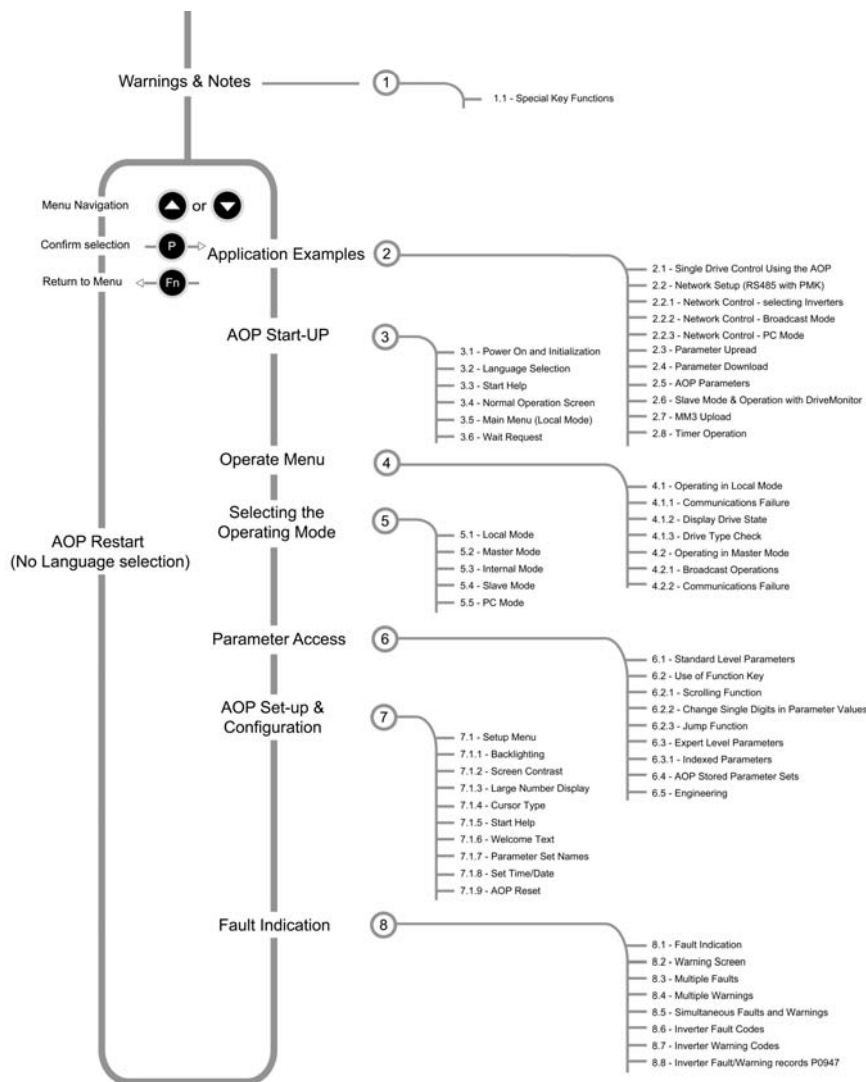 Warnings & Notes
1
1.1 - Special Key Functions
Menu Navigation
or
Confirm selection
P
Return to Menu
Fn
Application Examples
2
2.1 - Single Drive Control Using the AOP
2.2 - Network Setup (RS485 with PMK)
2.2.1 - Network Control - selecting Inverters
2.2.2 - Network Control - Broadcast Mode
2.2.3 - Network Control - PC Mode
2.3 - Parameter Upread
2.4 - Parameter Download
2.5 - AOP Parameters
2.6 - Slave Mode & Operation with DriveMonitor
2.7 - MM3 Upload
2.8 - Timer Operation
AOP Start-UP
3
3.1 - Power On and Initialization
3.2 - Language Selection
3.3 - Start Help
3.4 - Normal Operation Screen
3.5 - Main Menu (Local Mode)
3.6 - Wait Request
Operate Menu
4
4.1 - Operating in Local Mode
4.1.1 - Communications Failure
4.1.2 - Display Drive State
4.1.3 - Drive Type Check
4.2 - Operating in Master Mode
4.2.1 - Broadcast Operations
4.2.2 - Communications Failure
Selecting the
Operating Mode
5
5.1 - Local Mode
5.2 - Master Mode
5.3 - Internal Mode
5.4 - Slave Mode
5.5 - PC Mode
AOP Restart
(No Language selection)
Parameter Access
6
6.1 - Standard Level Parameters
6.2 - Use of Function Key
6.2.1 - Scrolling Function
6.2.2 - Change Single Digits in Parameter Values
6.2.3 - Jump Function
6.3 - Expert Level Parameters
6.3.1 - Indexed Parameters
6.4 - AOP Stored Parameter Sets
6.5 - Engineering
AOP Set-up &
Configuration
7
7.1 - Setup Menu
7.1.1 - Backlighting
7.1.2 - Screen Contrast
7.1.3 - Large Number Display
7.1.4 - Cursor Type
7.1.5 - Start Help
7.1.6 - Welcome Text
7.1.7 - Parameter Set Names
7.1.8 - Set Time/Date
7.1.9 - AOP Reset
Fault Indication
8
8.1 - Fault Indication
8.2 - Warning Screen
8.3 - Multiple Faults
8.4 - Multiple Warnings
8.5 - Simultaneous Faults and Warnings
8.6 - Inverter Fault Codes
8.7 - Inverter Warning Codes
8.8 - Inverter Fault/Warning records P0947